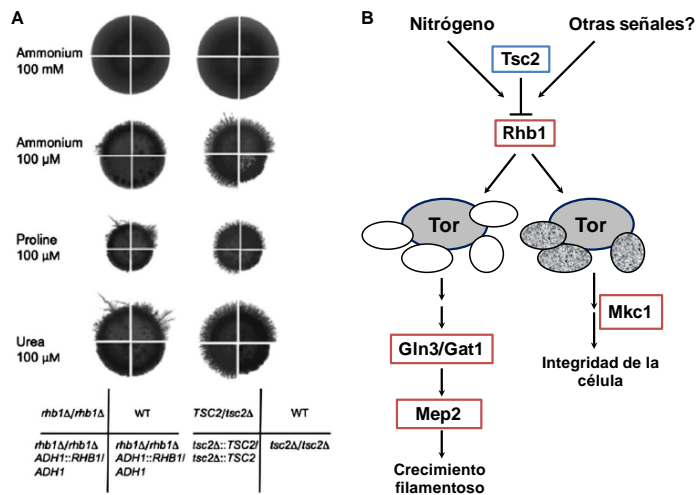 A
Ammonium
100 mM
Ammonium
100 µM
Proline
100 µM
Urea
100 µM
rhb1Δ/rhb1Δ
WT
TSC2/tsc2Δ
WT
rhb1Δ/rhb1Δ
ADH1::RHB1/
ADH1
rhb1Δ/rhb1Δ
ADH1::RHB1/
ADH1
tsc2Δ::TSC2/
tsc2Δ::TSC2
tsc2Δ/tsc2Δ
B
Nitrógeno
Otras señales?
Tsc2
Rhb1
Tor
Tor
Mkc1
Gln3/Gat1
Integridad de la
célula
Mep2
Crecimiento
filamentoso